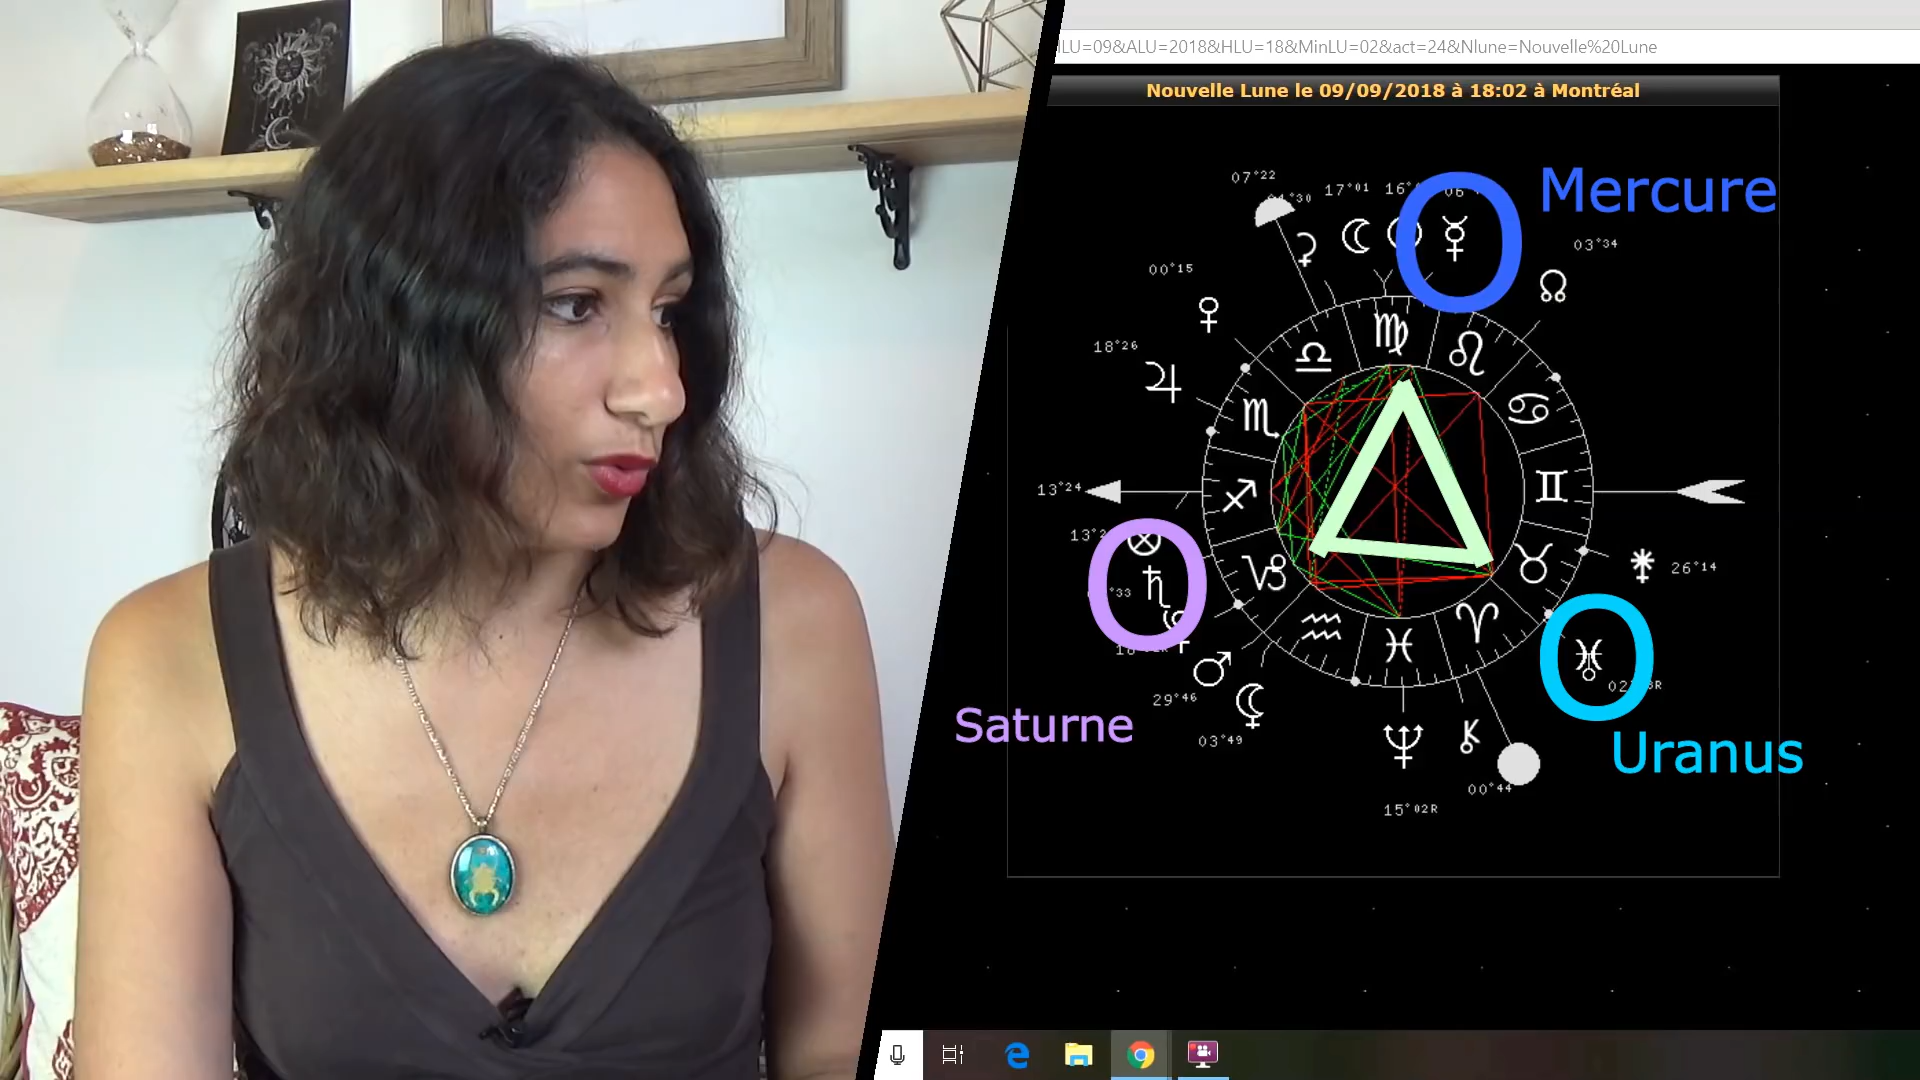 ILU=09&ALU=2018&HLU=18&MinLU=02&act=24&Nlune=Nouvelle%20Lune
Nouvelle Lune le 09/09/2018 à 18:02 à Montréal
Mercure
07°22
17°01
03°34
00°15
18°26
13°24
26°14
Saturne
29°46
03°49
Uranus
00°44
15°02R